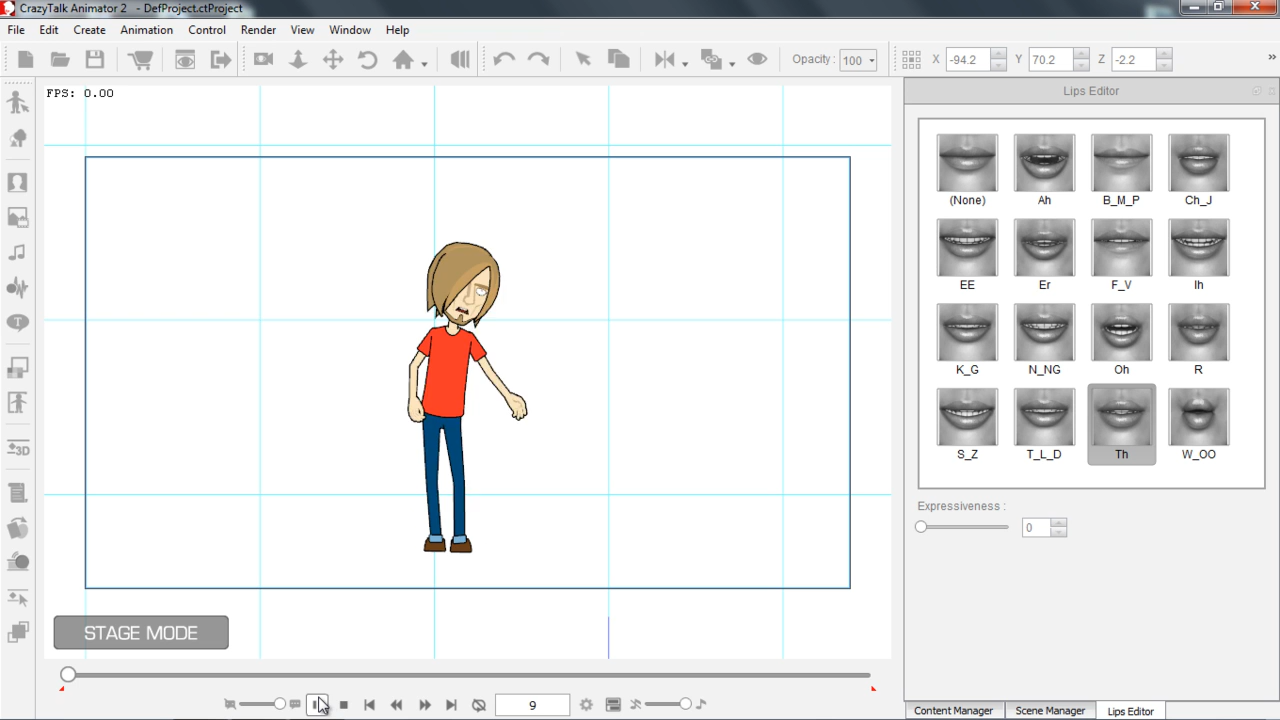 CrazyTalk Animator 2 - DefProject.ctProject
File Edit Create Animation Control Render View Window Help
Opacity : 100 X -94.2 Y 70.2 Z -2.2 »
FPS: 0.00
Lips Editor
(None) Ah B_M_P Ch_J
EE Er F_V Ih
K_G N_NG Oh R
S_Z T_L_D Th W_OO
Expressiveness :
0
STAGE MODE
9
Content Manager Scene Manager Lips Editor